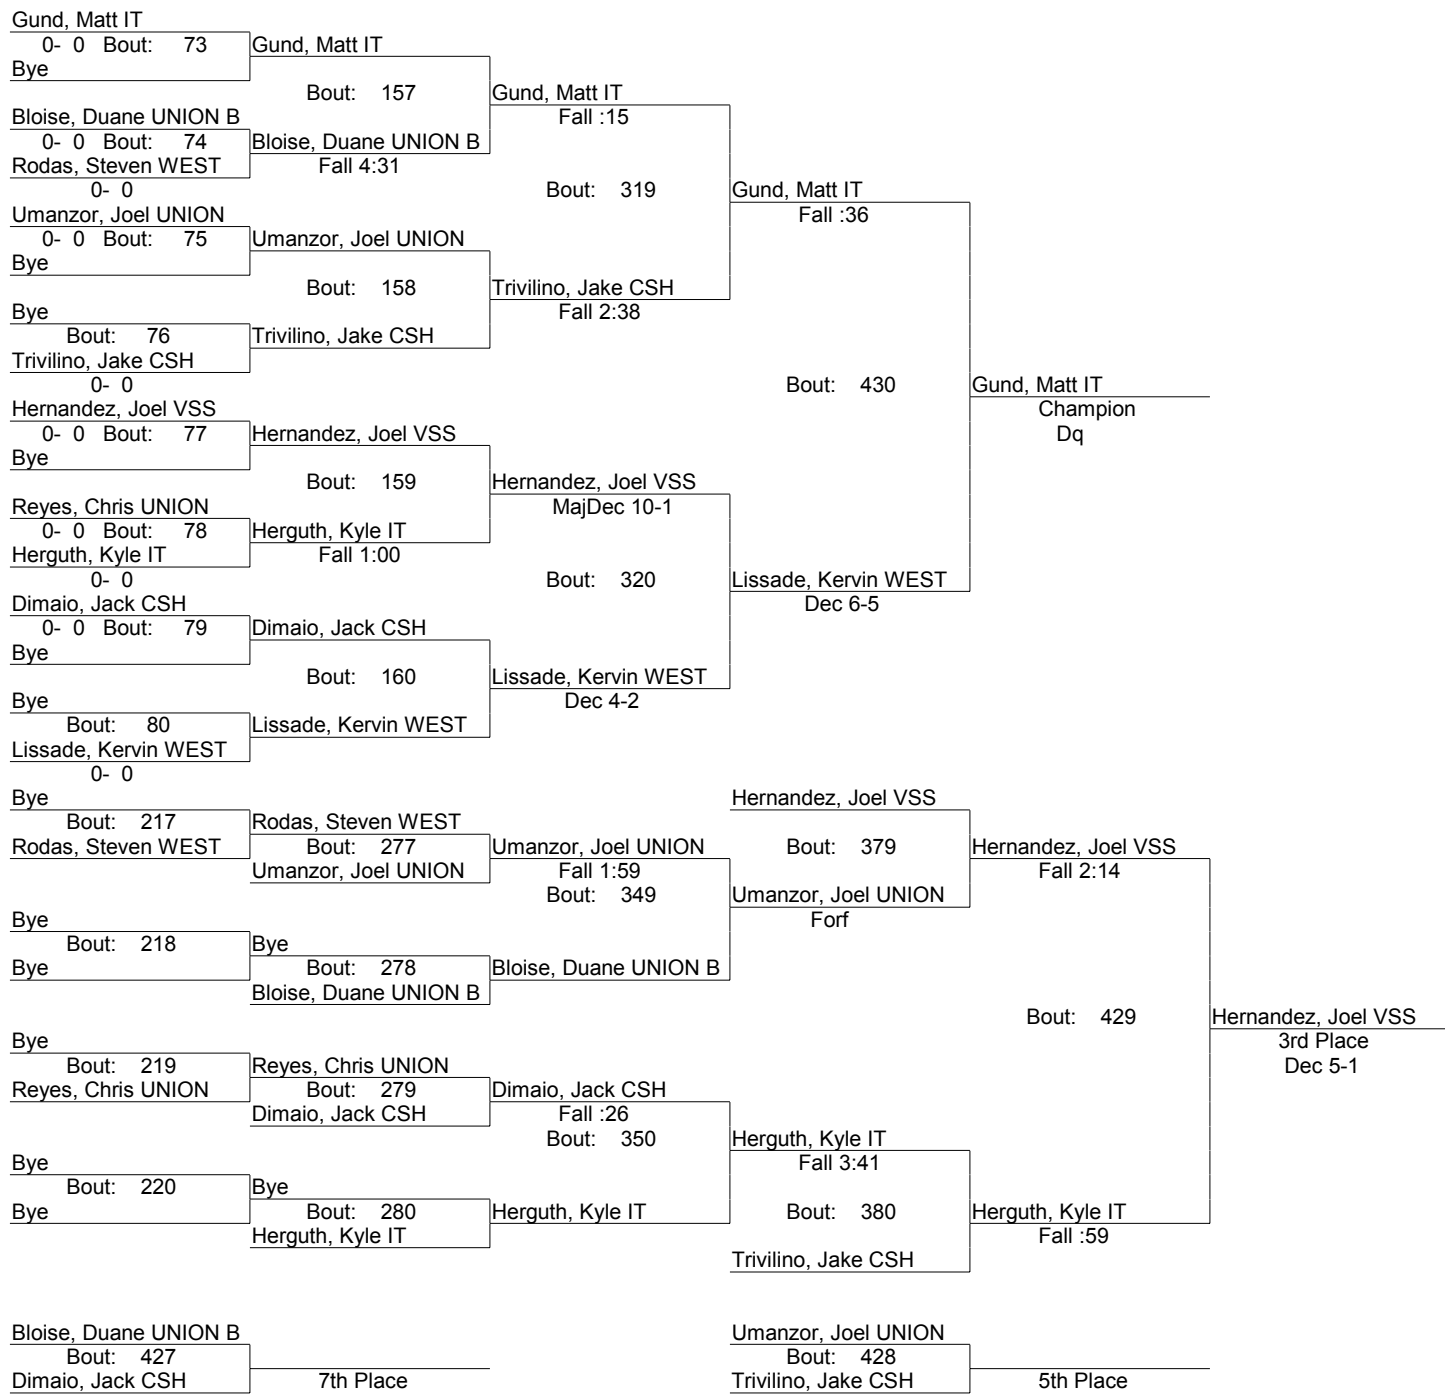 Gund, Matt IT
0- 0 Bout: 73 Gund, Matt IT
Bye
Bout: 157 Gund, Matt IT
Bloise, Duane UNION B Fall :15
0- 0 Bout: 74 Bloise, Duane UNION B
Rodas, Steven WEST Fall 4:31
0- 0 Bout: 319 Gund, Matt IT
Umanzor, Joel UNION Fall :36
0- 0 Bout: 75 Umanzor, Joel UNION
Bye
Bout: 158 Trivilino, Jake CSH
Bye Fall 2:38
Bout: 76 Trivilino, Jake CSH
Trivilino, Jake CSH
0- 0 Bout: 430 Gund, Matt IT
Hernandez, Joel VSS Champion
0- 0 Bout: 77 Hernandez, Joel VSS Dq
Bye
Bout: 159 Hernandez, Joel VSS
Reyes, Chris UNION MajDec 10-1
0- 0 Bout: 78 Herguth, Kyle IT
Herguth, Kyle IT Fall 1:00
0- 0 Bout: 320 Lissade, Kervin WEST
Dimaio, Jack CSH Dec 6-5
0- 0 Bout: 79 Dimaio, Jack CSH
Bye
Bout: 160 Lissade, Kervin WEST
Bye Dec 4-2
Bout: 80 Lissade, Kervin WEST
Lissade, Kervin WEST
0- 0
Bye Hernandez, Joel VSS
Bout: 217 Rodas, Steven WEST
Rodas, Steven WEST Bout: 277 Umanzor, Joel UNION Bout: 379 Hernandez, Joel VSS
Umanzor, Joel UNION Fall 1:59 Fall 2:14
Bout: 349 Umanzor, Joel UNION
Bye Forf
Bout: 218 Bye
Bye Bout: 278 Bloise, Duane UNION B
Bloise, Duane UNION B
Bout: 429 Hernandez, Joel VSS
Bye 3rd Place
Bout: 219 Reyes, Chris UNION Dec 5-1
Reyes, Chris UNION Bout: 279 Dimaio, Jack CSH
Dimaio, Jack CSH Fall :26
Bout: 350 Herguth, Kyle IT
Bye Fall 3:41
Bout: 220 Bye
Bye Bout: 280 Herguth, Kyle IT Bout: 380 Herguth, Kyle IT
Herguth, Kyle IT Fall :59
Trivilino, Jake CSH
Bloise, Duane UNION B Umanzor, Joel UNION
Bout: 427 Bout: 428
Dimaio, Jack CSH 7th Place Trivilino, Jake CSH 5th Place